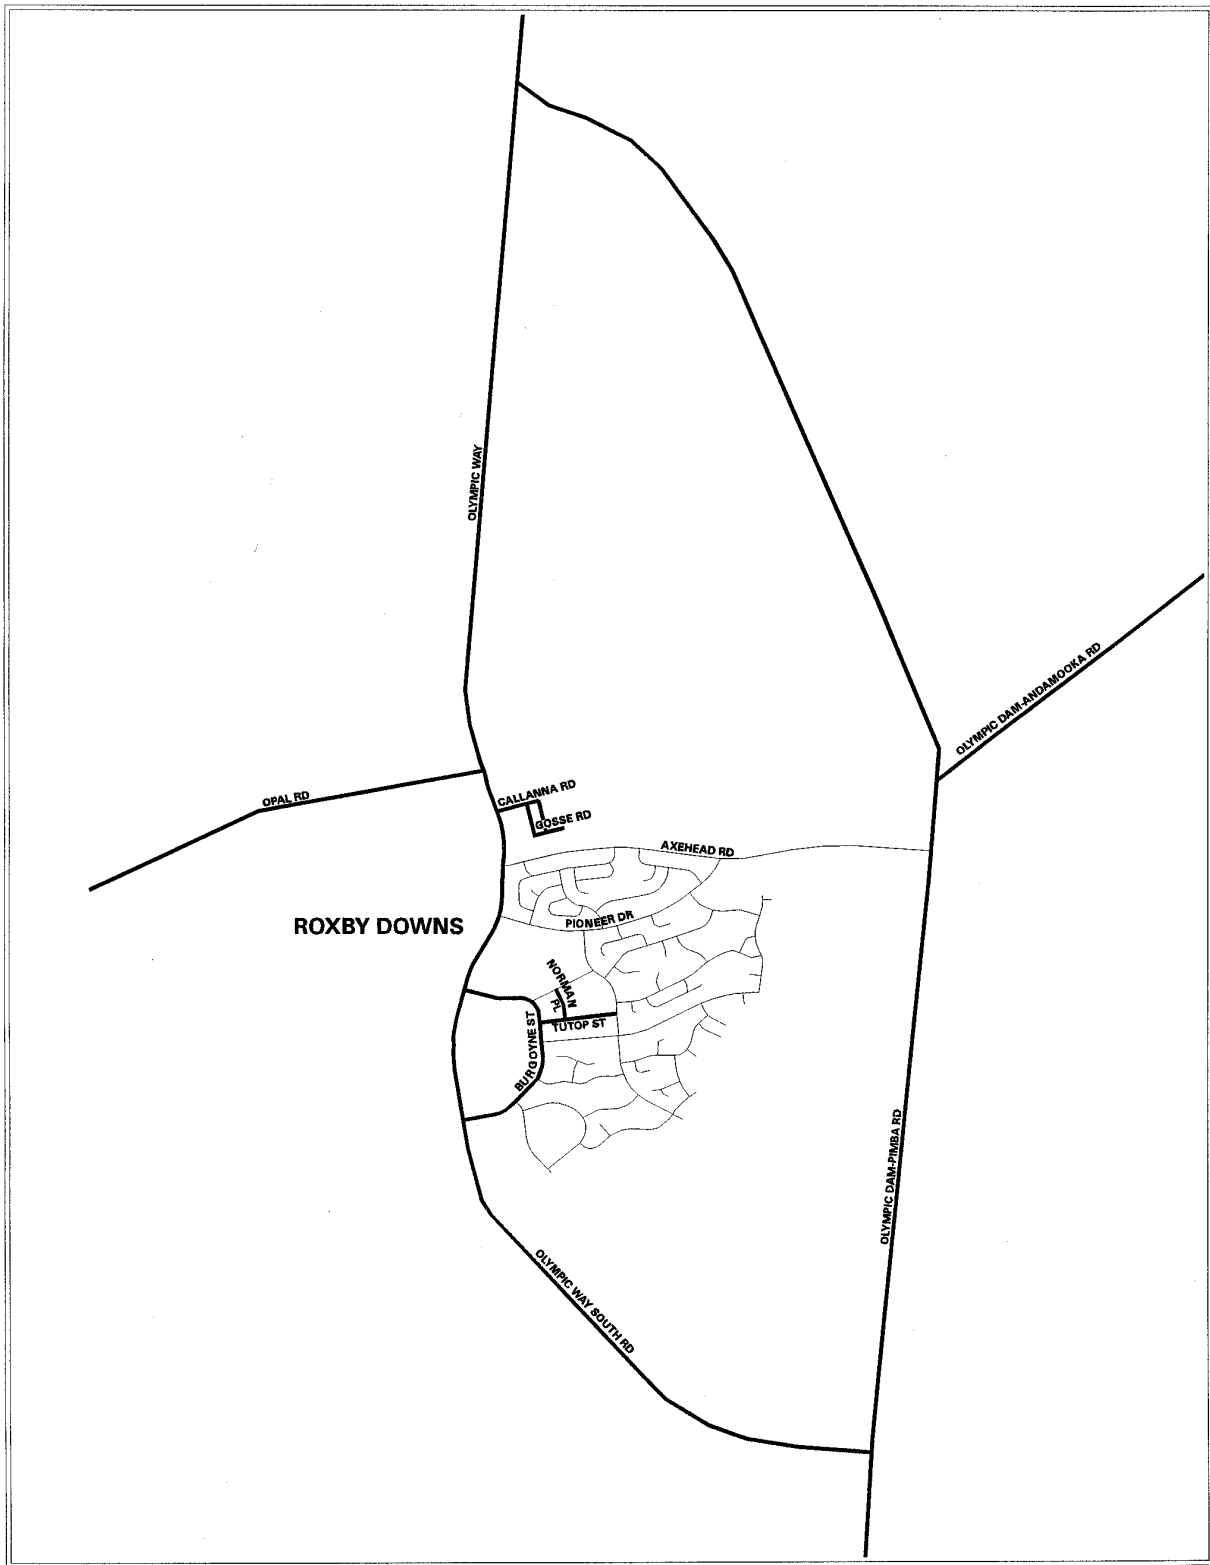 OLYMPIC WAY
OLYMPIC DAM-ANDAMOOKA RD
OPAL RD
CALLANNA RD
GOSSE RD
AXEHEAD RD
ROXBY DOWNS
PIONEER DR
NORMAN
PL
TUTOP ST
BURGOYNE ST
OLYMPIC DAM-PIMBA RD
OLYMPIC WAY SOUTH RD